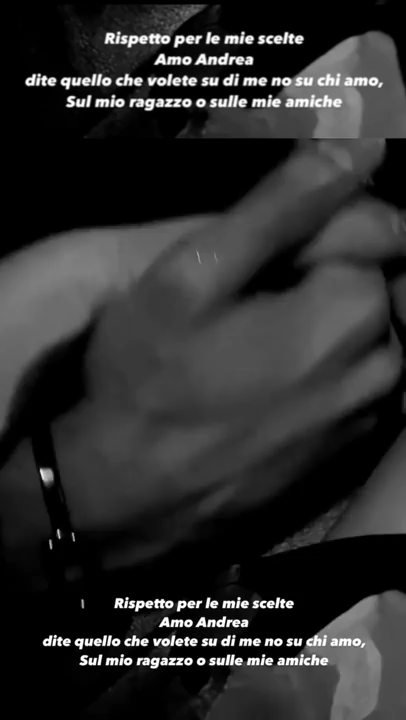 Rispetto per le mie scelte
Amo Andrea
dite quello che volete su di me no su chi amo,
Sul mio ragazzo o sulle mie amiche
Rispetto per le mie scelte
Amo Andrea
dite quello che volete su di me no su chi amo,
Sul mio ragazzo o sulle mie amiche